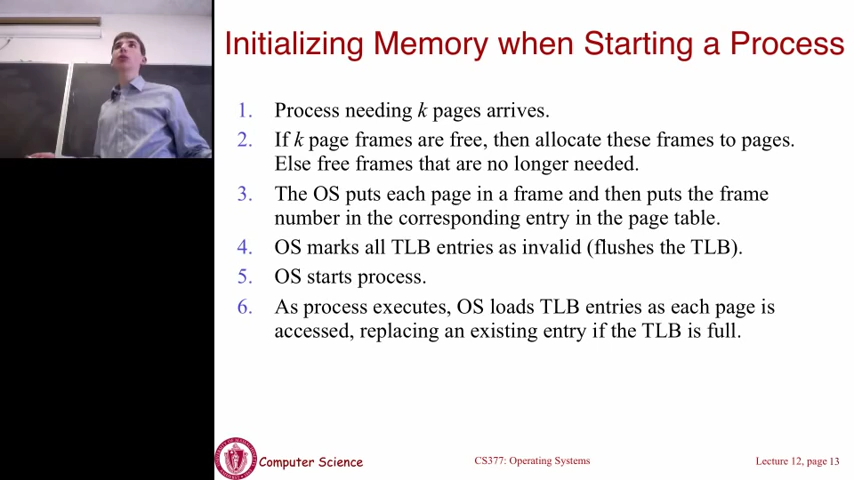 Initializing Memory when Starting a Process
1. Process needing k pages arrives.
2. If k page frames are free, then allocate these frames to pages.
Else free frames that are no longer needed.
3. The OS puts each page in a frame and then puts the frame
number in the corresponding entry in the page table.
4. OS marks all TLB entries as invalid (flushes the TLB).
5. OS starts process.
6. As process executes, OS loads TLB entries as each page is
accessed, replacing an existing entry if the TLB is full.
Computer Science
CS377: Operating Systems
Lecture 12, page 13